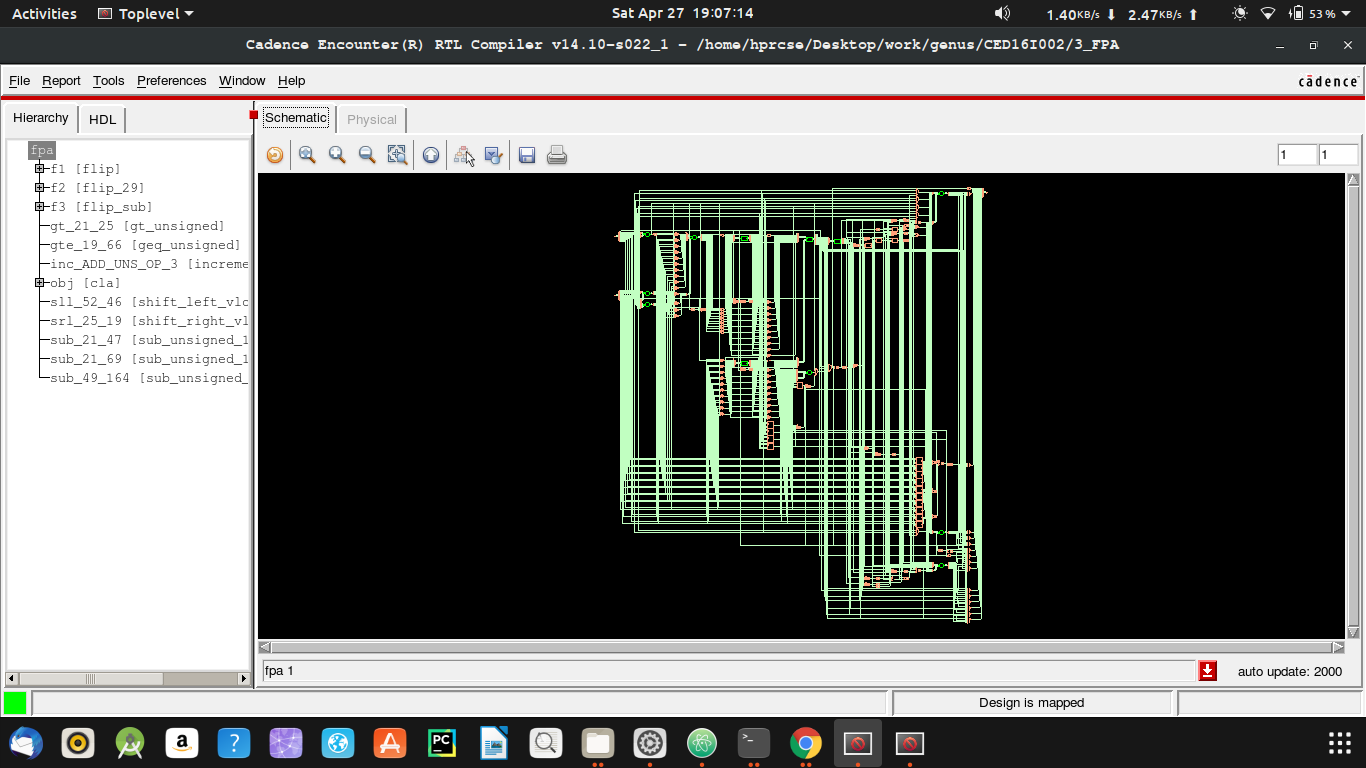 Activities Toplevel Sat Apr 27 19:07:14 1.40KB/s 2.47KB/s 53 %
Cadence Encounter(R) RTL Compiler v14.10-s022_1 - /home/hprcse/Desktop/work/genus/CED16I002/3_FPA
File Report Tools Preferences Window Help cādence
Hierarchy HDL Schematic Physical
1 1
fpa
f1 [flip]
f2 [flip_29]
f3 [flip_sub]
gt_21_25 [gt_unsigned]
gte_19_66 [geq_unsigned]
inc_ADD_UNS_OP_3 [increme
obj [cla]
sll_52_46 [shift_left_vlo
srl_25_19 [shift_right_vl
sub_21_47 [sub_unsigned_1
sub_21_69 [sub_unsigned_1
sub_49_164 [sub_unsigned_
fpa 1 auto update: 2000
Design is mapped
a ? A PC >_